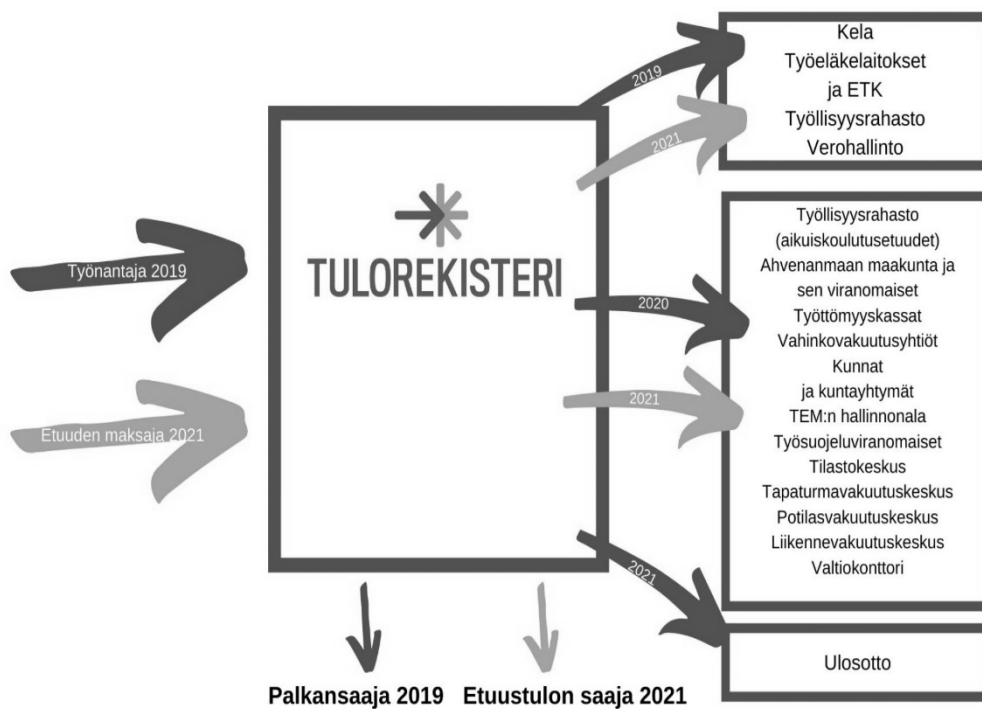 Työnantaja 2019
Etuuden maksaja 2021
TULOREKISTERI
2019
2021
2020
2021
2021
Kela
Työeläkelaitokset
ja ETK
Työllisyysrahasto
Verohallinto
Työllisyysrahasto
(aikuiskoulutusetuudet)
Ahvenanmaan maakunta ja
sen viranomaiset
Työttömyyskassat
Vahinkovakuutusyhtiöt
Kunnat
ja kuntayhtymät
TEM:n hallinnonala
Työsuojeluviranomaiset
Tilastokeskus
Tapaturmavakuutuskeskus
Potilasvakuutuskeskus
Liikennevakuutuskeskus
Valtiokonttori
Ulosotto
Palkansaaja 2019
Etuustulon saaja 2021